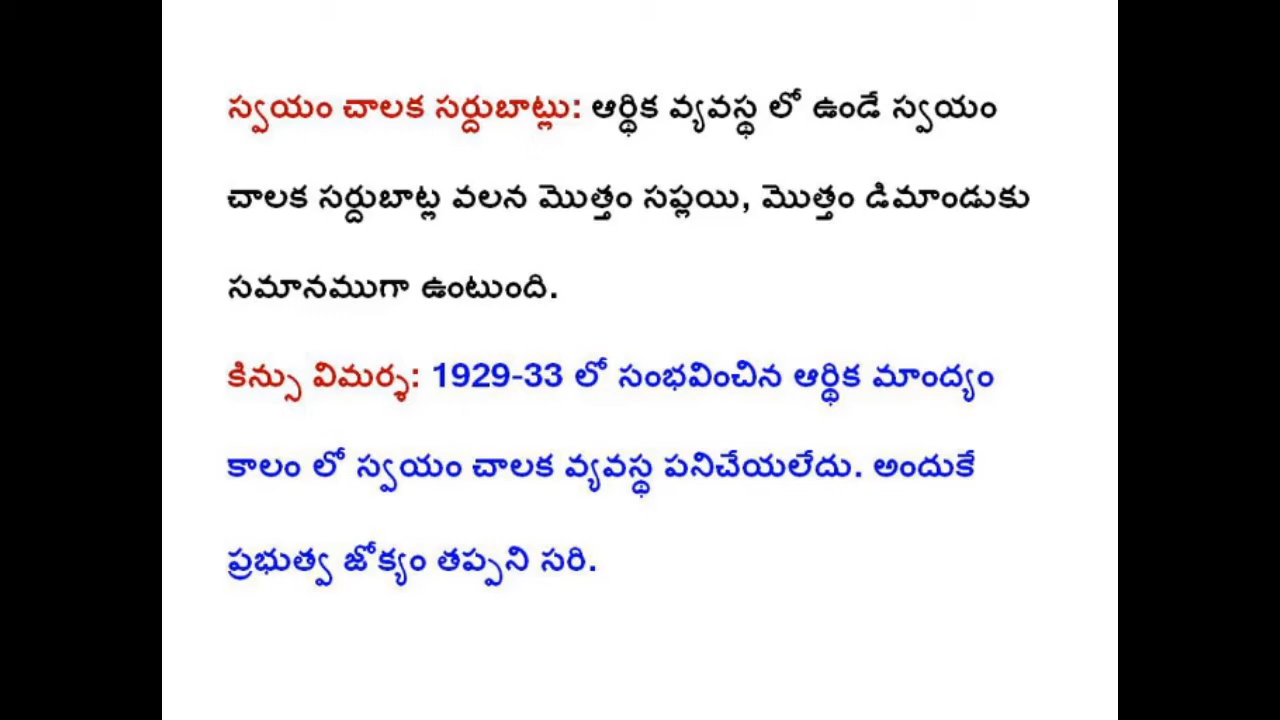 స్వయం చాలక సర్దుబాట్లు: ఆర్థిక వ్యవస్థ లో ఉండే స్వయం
చాలక సర్దుబాట్ల వలన మొత్తం సప్లయి, మొత్తం డిమాండుకు
సమానముగా ఉంటుంది.
కిన్సు విమర్శ: 1929-33 లో సంభవించిన ఆర్థిక మాంద్యం
కాలం లో స్వయం చాలక వ్యవస్థ పనిచేయలేదు. అందుకే
ప్రభుత్వ జోక్యం తప్పని సరి.